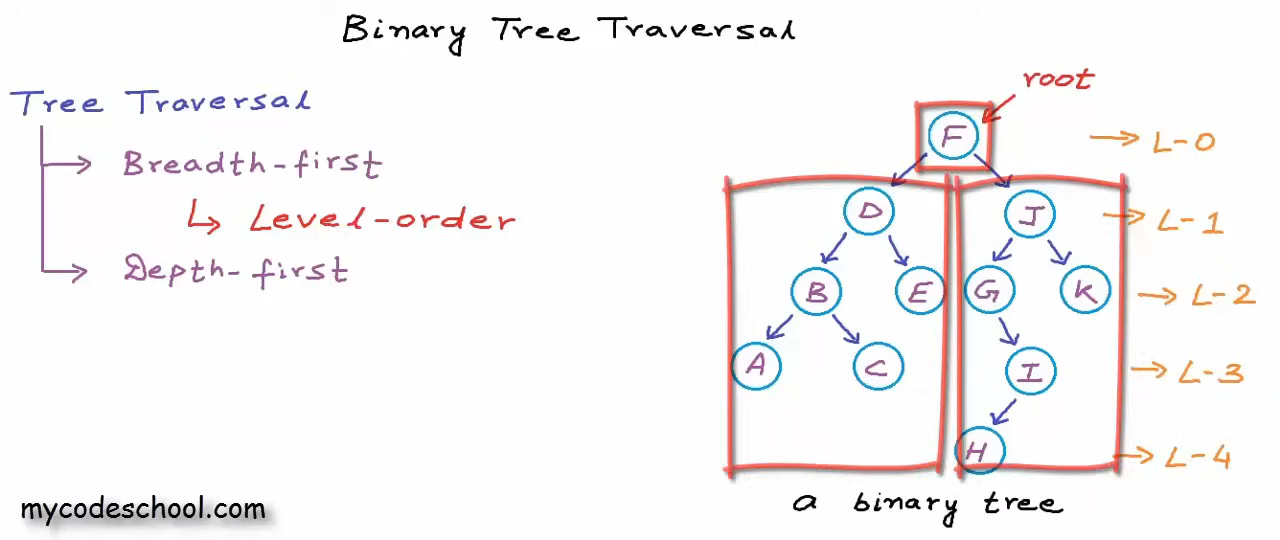 Binary Tree Traversal
Tree Traversal
Breadth-first
Level-order
Depth-first
root
F
L-0
D
J
L-1
B
E
G
K
L-2
A
C
I
L-3
H
L-4
a binary tree
mycodeschool.com